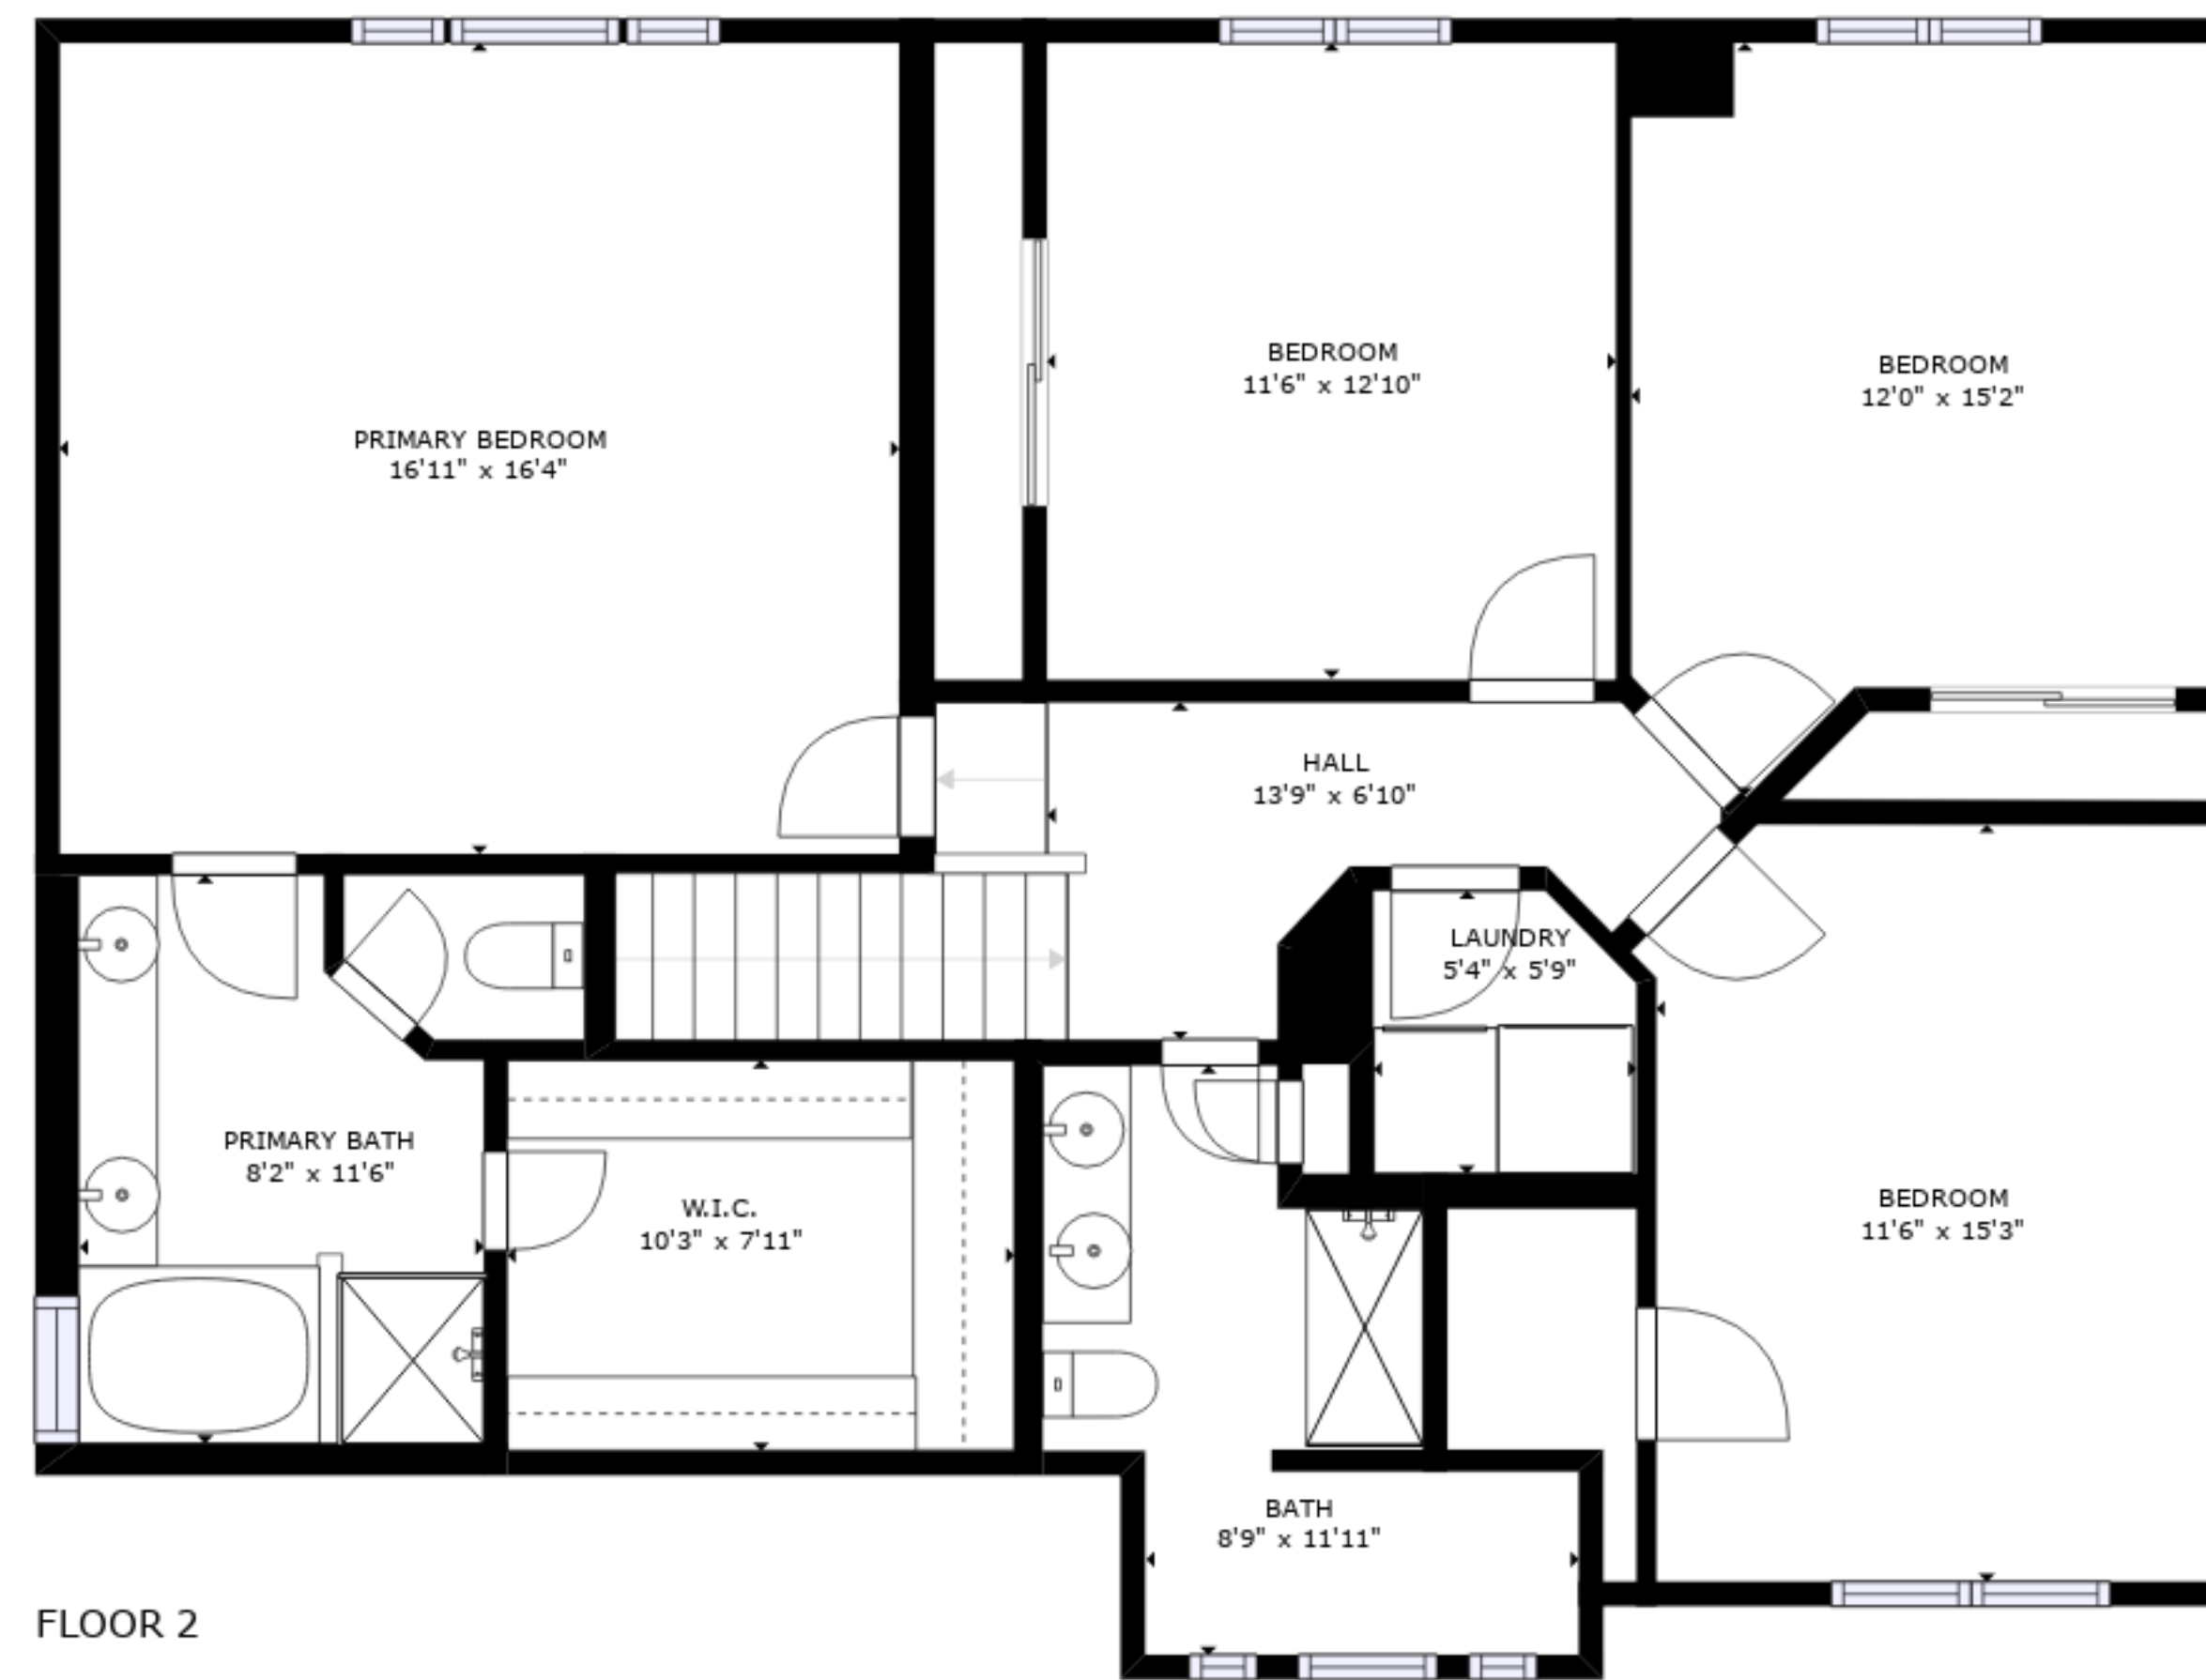 BEDROOM
11'6" x 12'10"
BEDROOM
12'0" x 15'2"
PRIMARY BEDROOM
16'11" x 16'4"
HALL
13'9" x 6'10"
LAUNDRY
5'4" x 5'9"
PRIMARY BATH
8'2" x 11'6"
W.I.C.
10'3" x 7'11"
BEDROOM
11'6" x 15'3"
BATH
8'9" x 11'11"
FLOOR 2